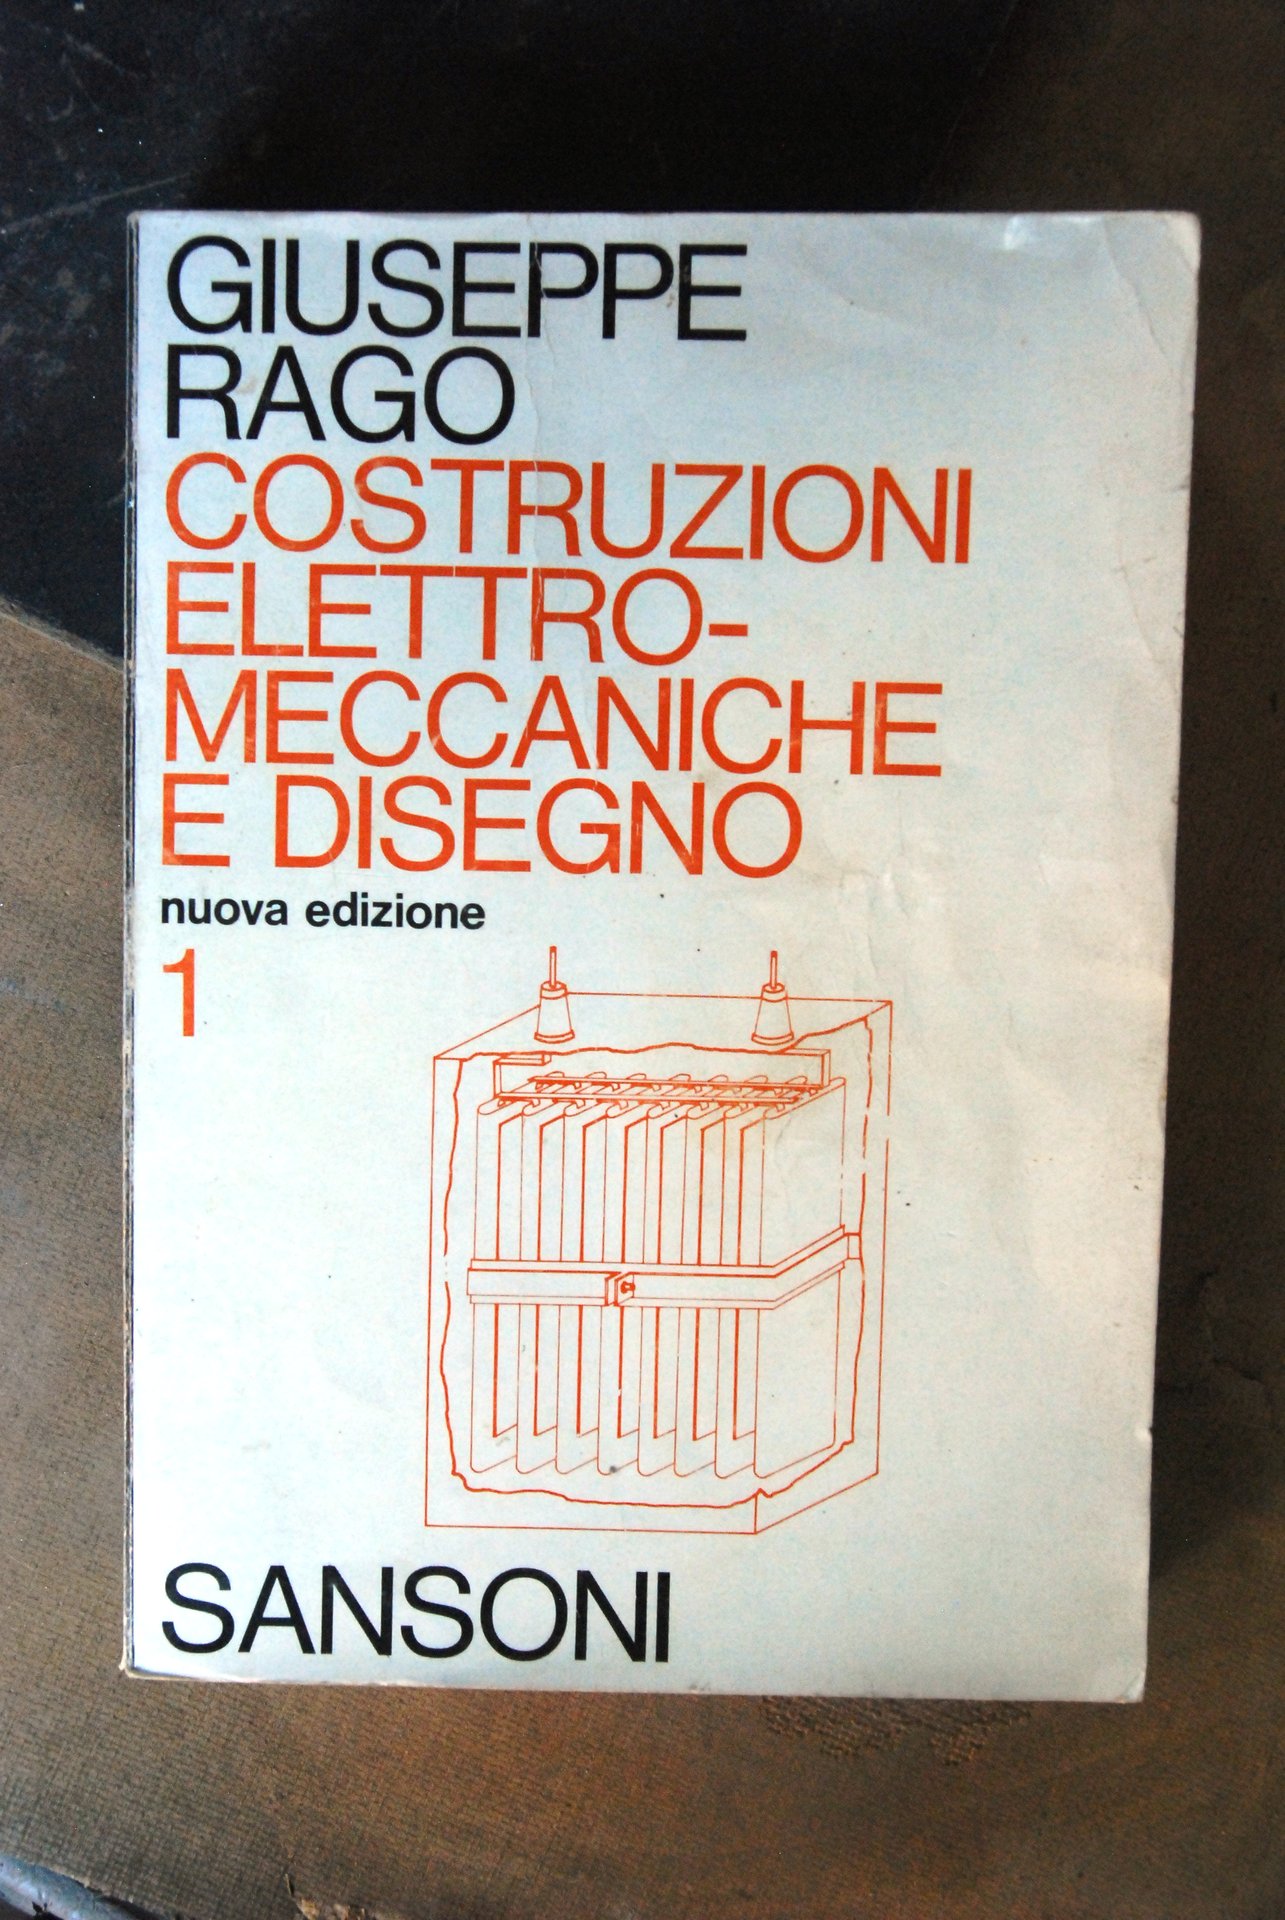 GIUSEPPE
RAGO
COSTRUZIONI
ELETTRO-
MECCANICHE
E DISEGNO
nuova edizione
1
SANSONI